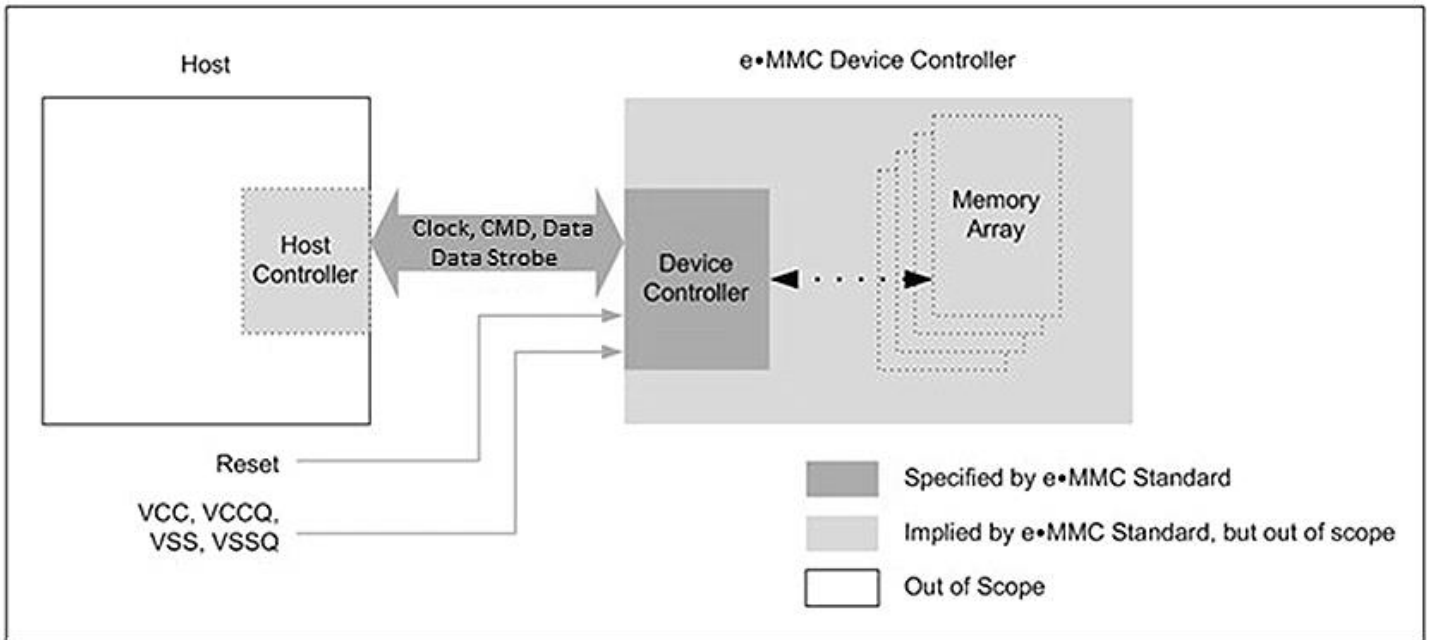 Host
e•MMC Device Controller
Host
Controller
Clock, CMD, Data
Data Strobe
Device
Controller
Memory
Array
Reset
VCC, VCCQ,
VSS, VSSQ
Specified by e•MMC Standard
Implied by e•MMC Standard, but out of scope
Out of Scope